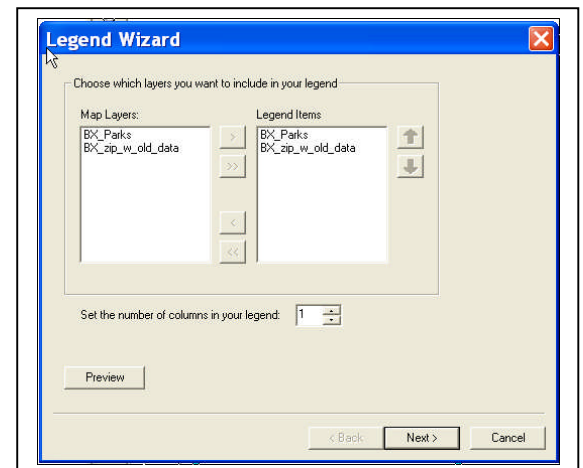 Legend Wizard
Choose which layers you want to include in your legend
Map Layers:
Legend Items
BX_Parks
BX_zip_w_old_data
>
>>
<
<<
BX_Parks
BX_zip_w_old_data
Set the number of columns in your legend: 1
Preview
< Back Next > Cancel